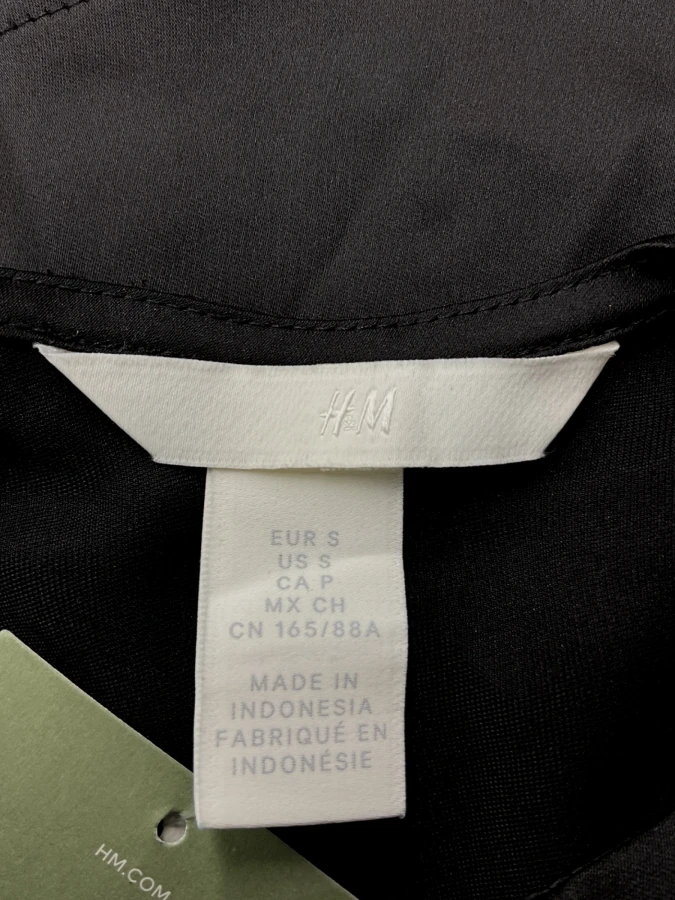 H&M
EUR S
US S
CA P
MX CH
CN 165/88A
MADE IN
INDONESIA
FABRIQUÉ EN
INDONÉSIE
HM.COM